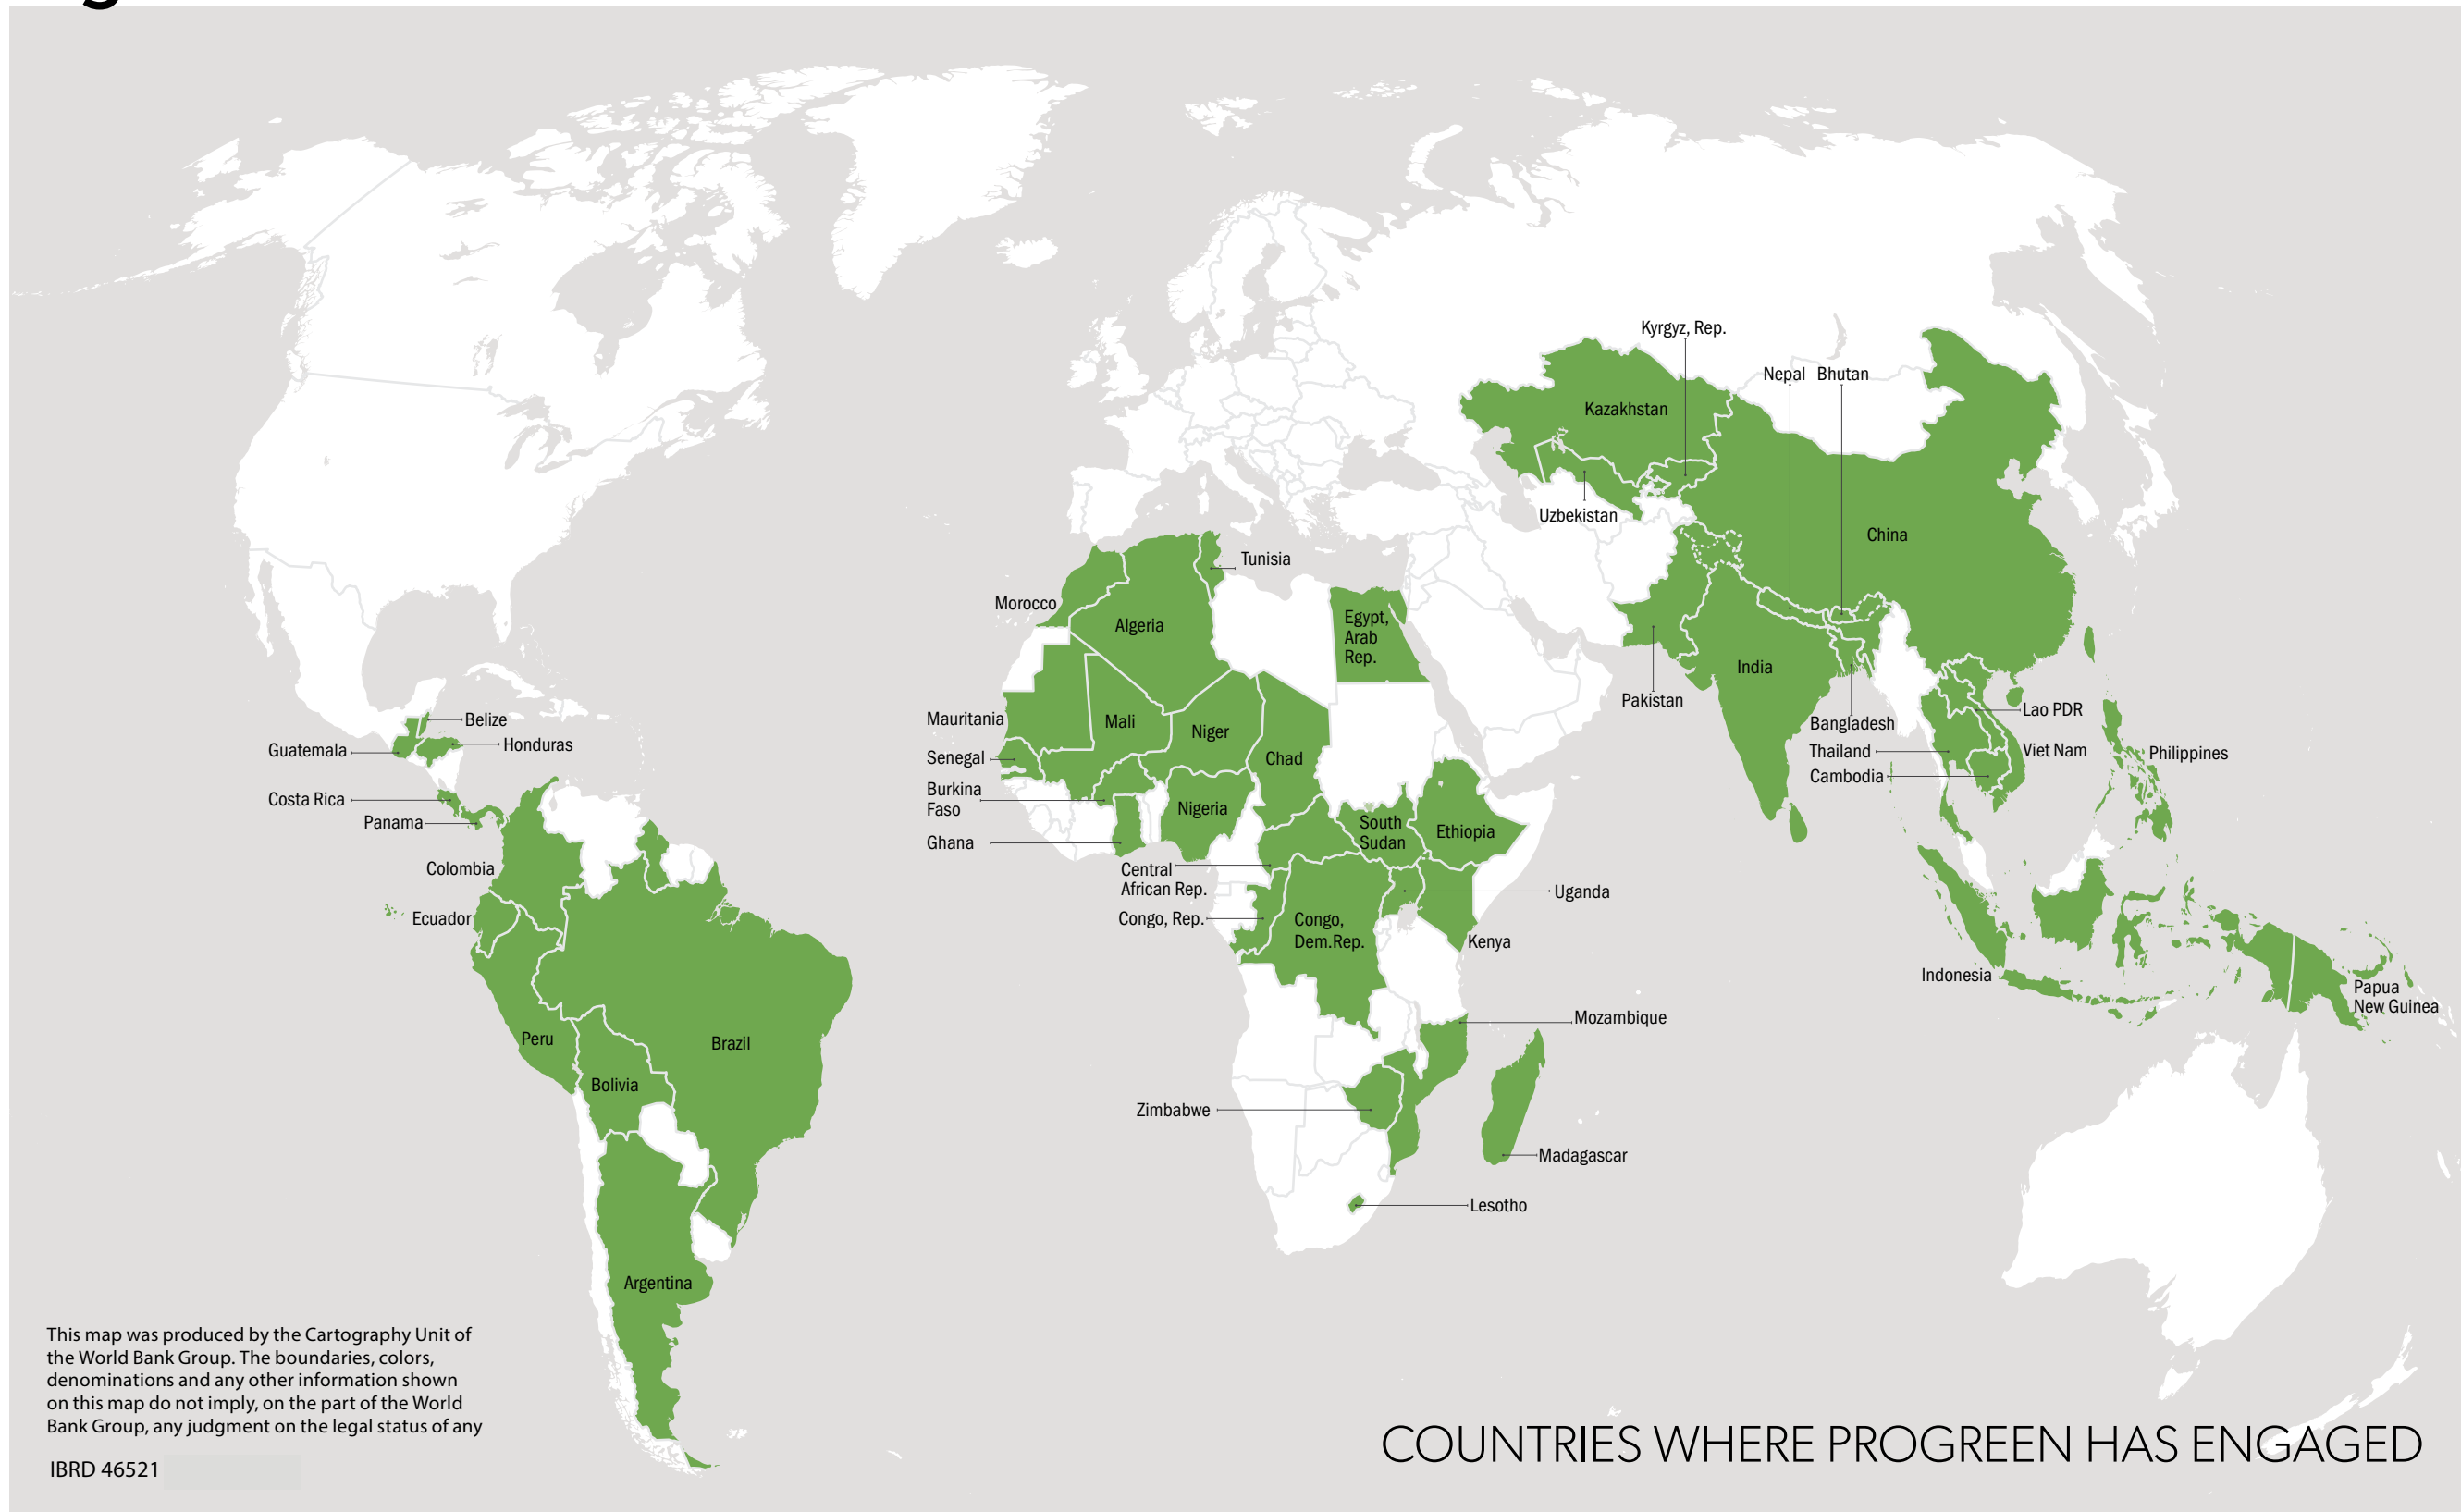 Kyrgyz, Rep.
Nepal
Bhutan
Kazakhstan
Uzbekistan
China
Tunisia
Morocco
Algeria
Egypt,
Arab
Rep.
India
Pakistan
Bangladesh
Lao PDR
Thailand
Viet Nam
Cambodia
Philippines
Belize
Guatemala
Honduras
Costa Rica
Panama
Colombia
Ecuador
Mauritania
Mali
Niger
Senegal
Chad
Burkina
Faso
Nigeria
Ghana
South
Sudan
Ethiopia
Central
African Rep.
Uganda
Congo, Rep.
Congo,
Dem.Rep.
Kenya
Indonesia
Papua
New Guinea
Peru
Brazil
Bolivia
Mozambique
Zimbabwe
Madagascar
Lesotho
Argentina
This map was produced by the Cartography Unit of
the World Bank Group. The boundaries, colors,
denominations and any other information shown
on this map do not imply, on the part of the World
Bank Group, any judgment on the legal status of any
IBRD 46521
COUNTRIES WHERE PROGREEN HAS ENGAGED